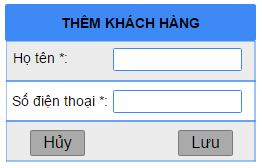 THÊM KHÁCH HÀNG
Họ tên *:
Số điện thoại *:
Hủy Lưu